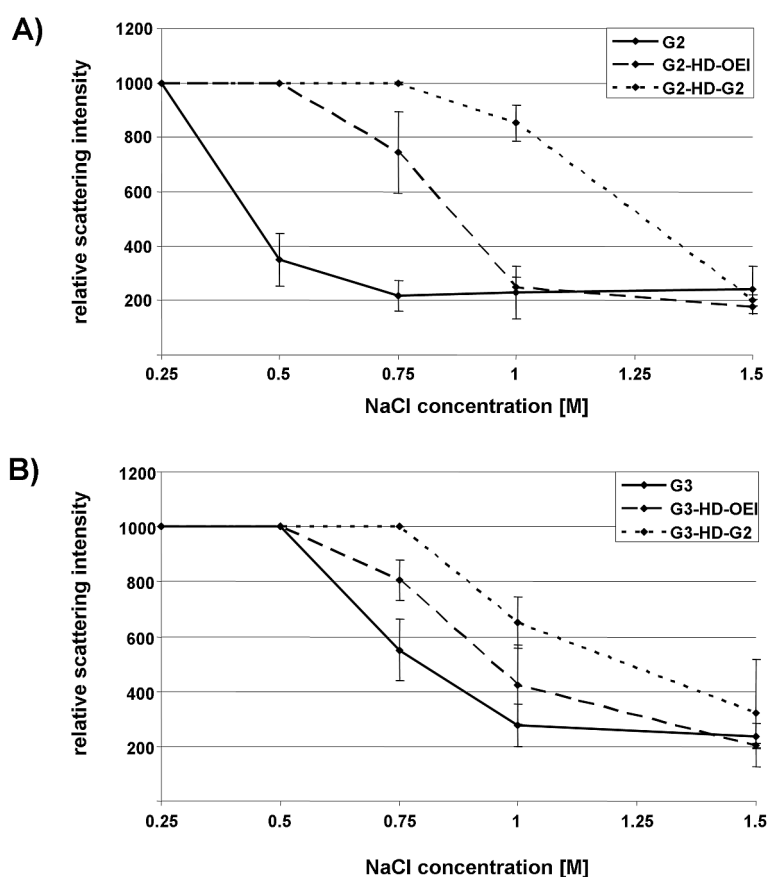 A)
1200
1000
800
600
400
200
relative scattering intensity
0.25 0.5 0.75 1 1.25 1.5
NaCl concentration [M]
G2
G2-HD-OEI
G2-HD-G2
B)
1200
1000
800
600
400
200
relative scattering intensity
0.25 0.5 0.75 1 1.25 1.5
NaCl concentration [M]
G3
G3-HD-OEI
G3-HD-G2